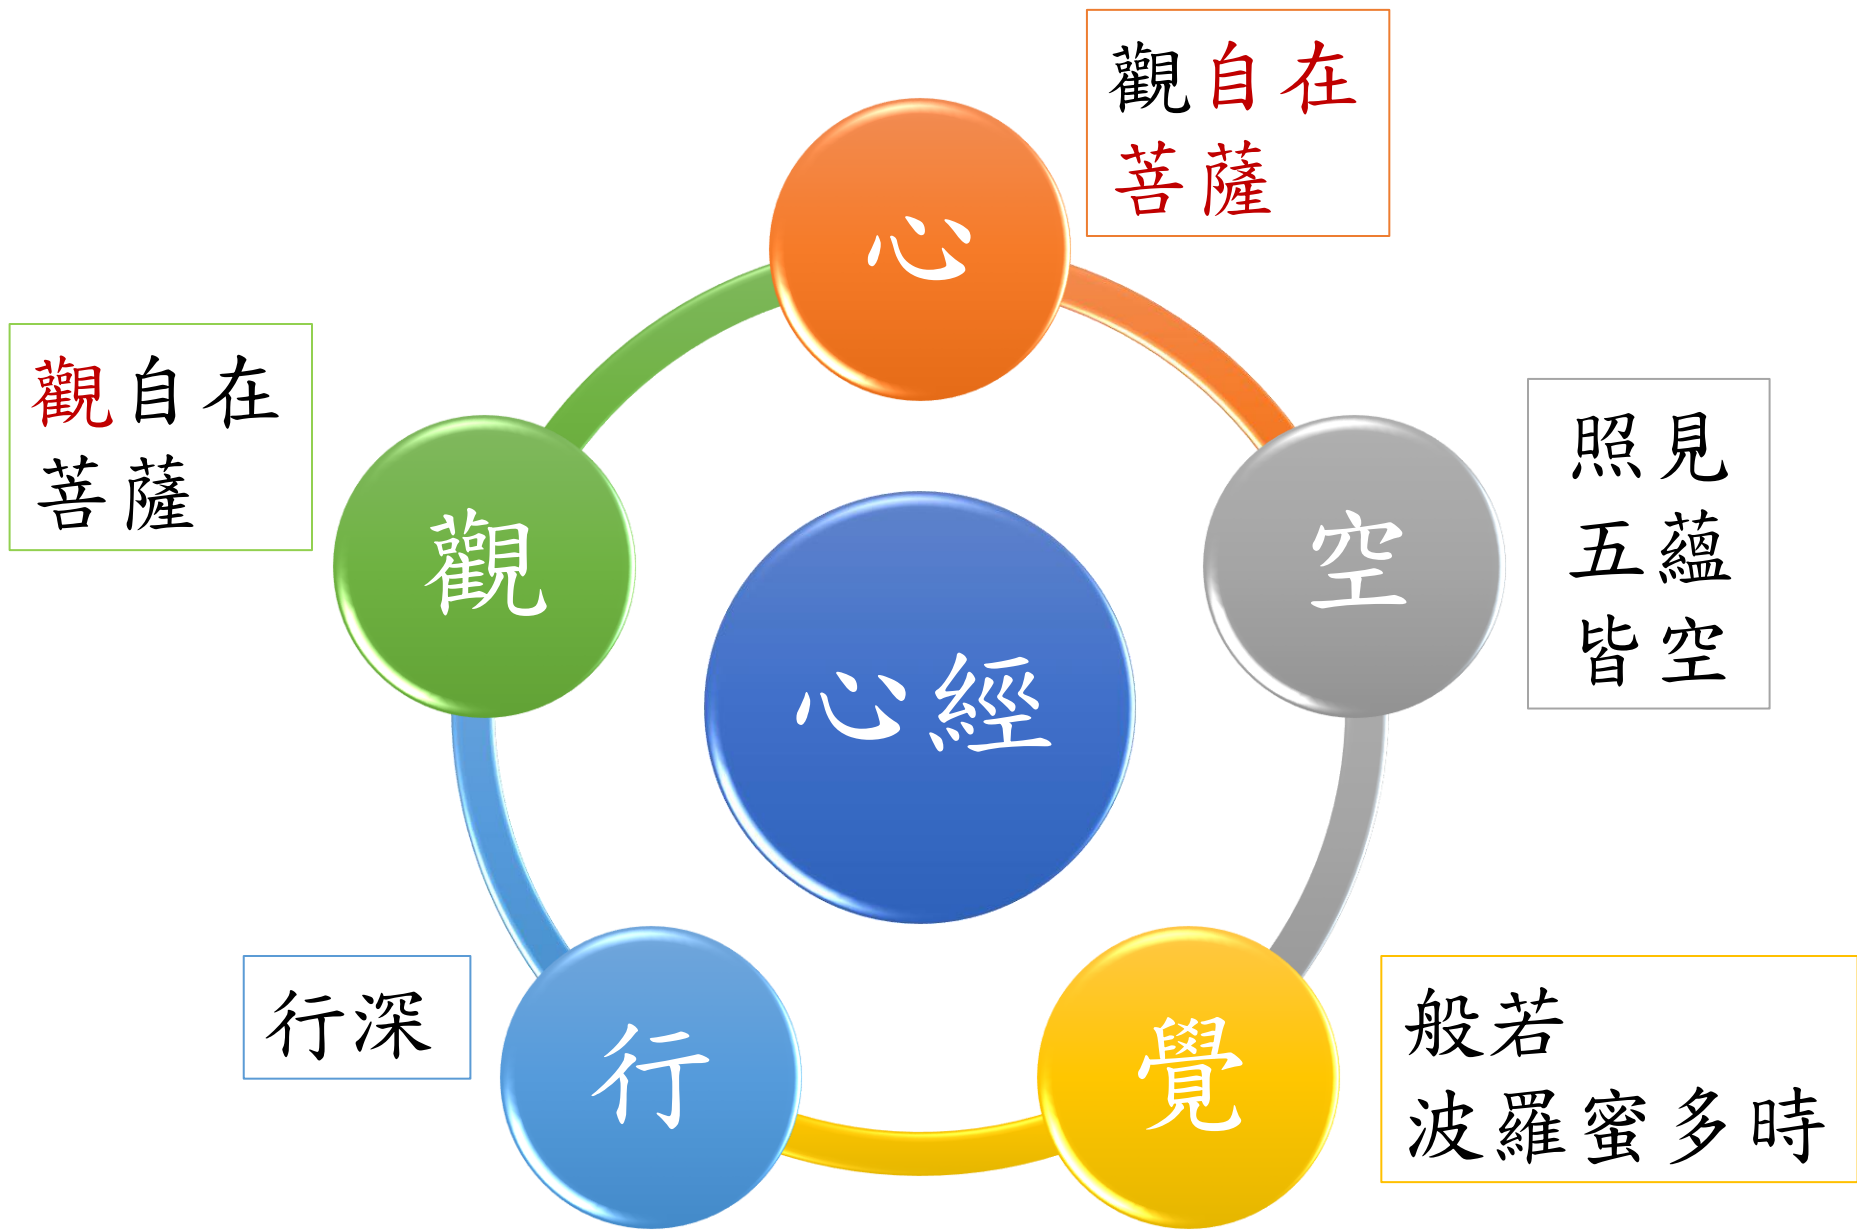 觀自在
菩薩
心
觀自在
菩薩
照見
五蘊
皆空
觀
空
心經
行深
行
覺
般若
波羅蜜多時